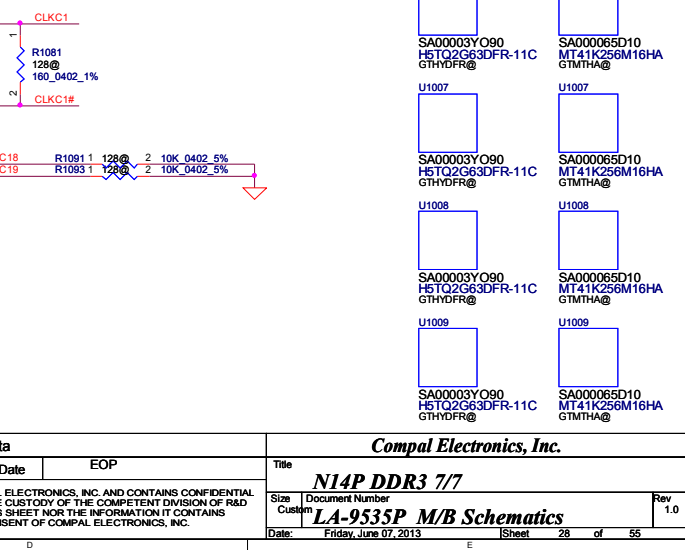 CLKC1
1
R1081
128@
160_0402_1%
2
CLKC1#
C18 R1091 1 128@ 2 10K_0402_5%
C19 R1093 1 128@ 2 10K_0402_5%
SA00003YO90 SA000065D10
H5TQ2G63DFR-11C MT41K256M16HA
GTHYDFR@ GTMTHA@
U1007 U1007
SA00003YO90 SA000065D10
H5TQ2G63DFR-11C MT41K256M16HA
GTHYDFR@ GTMTHA@
U1008 U1008
SA00003YO90 SA000065D10
H5TQ2G63DFR-11C MT41K256M16HA
GTHYDFR@ GTMTHA@
U1009 U1009
SA00003YO90 SA000065D10
H5TQ2G63DFR-11C MT41K256M16HA
GTHYDFR@ GTMTHA@
ta
Date EOP
ELECTRONICS, INC. AND CONTAINS CONFIDENTIAL
E CUSTODY OF THE COMPETENT DIVISION OF R&D
S SHEET NOR THE INFORMATION IT CONTAINS
NSENT OF COMPAL ELECTRONICS, INC.
Compal Electronics, Inc.
Title
N14P DDR3 7/7
Size Document Number Rev
Custom LA-9535P M/B Schematics 1.0
Date: Friday, June 07, 2013 Sheet 28 of 55
D E